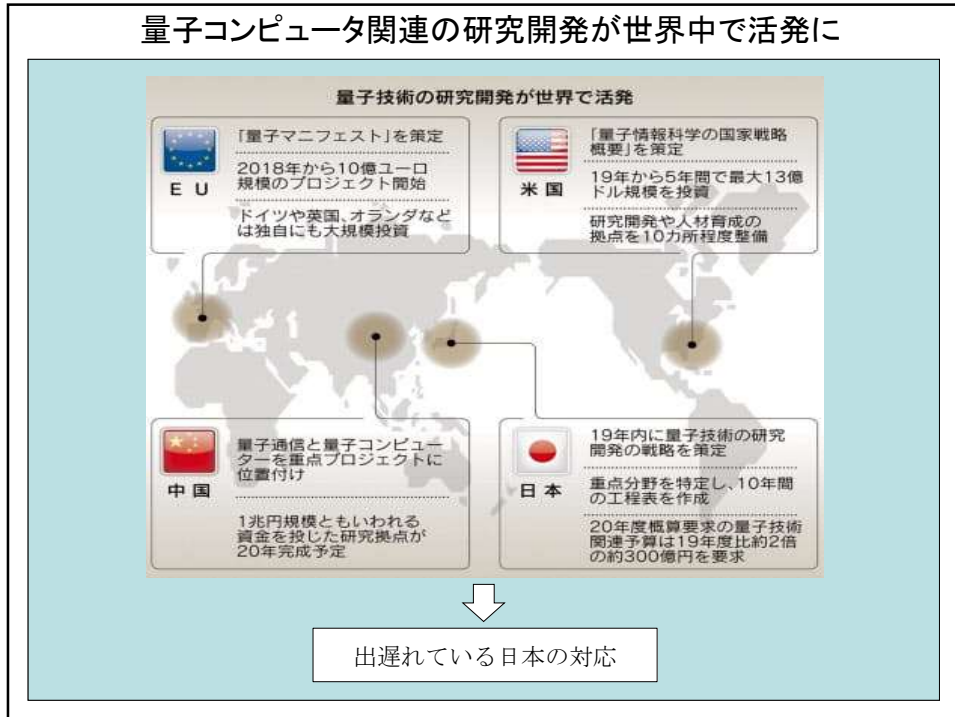 量子コンピュータ関連の研究開発が世界中で活発に
量子技術の研究開発が世界で活発
EU
「量子マニフェスト」を策定
2018年から10億ユーロ
規模のプロジェクト開始
ドイツや英国、オランダなど
は独自にも大規模投資
米国
「量子情報科学の国家戦略
概要」を策定
19年から5年間で最大13億
ドル規模を投資
研究開発や人材育成の
拠点を10カ所程度整備
中国
量子通信と量子コンピュー
ターを重点プロジェクトに
位置付け
1兆円規模ともいわれる
資金を投じた研究拠点が
20年完成予定
日本
19年内に量子技術の研究
開発の戦略を策定
重点分野を特定し、10年間
の工程表を作成
20年度概算要求の量子技術
関連予算は19年度比約2倍
の約300億円を要求
出遅れている日本の対応